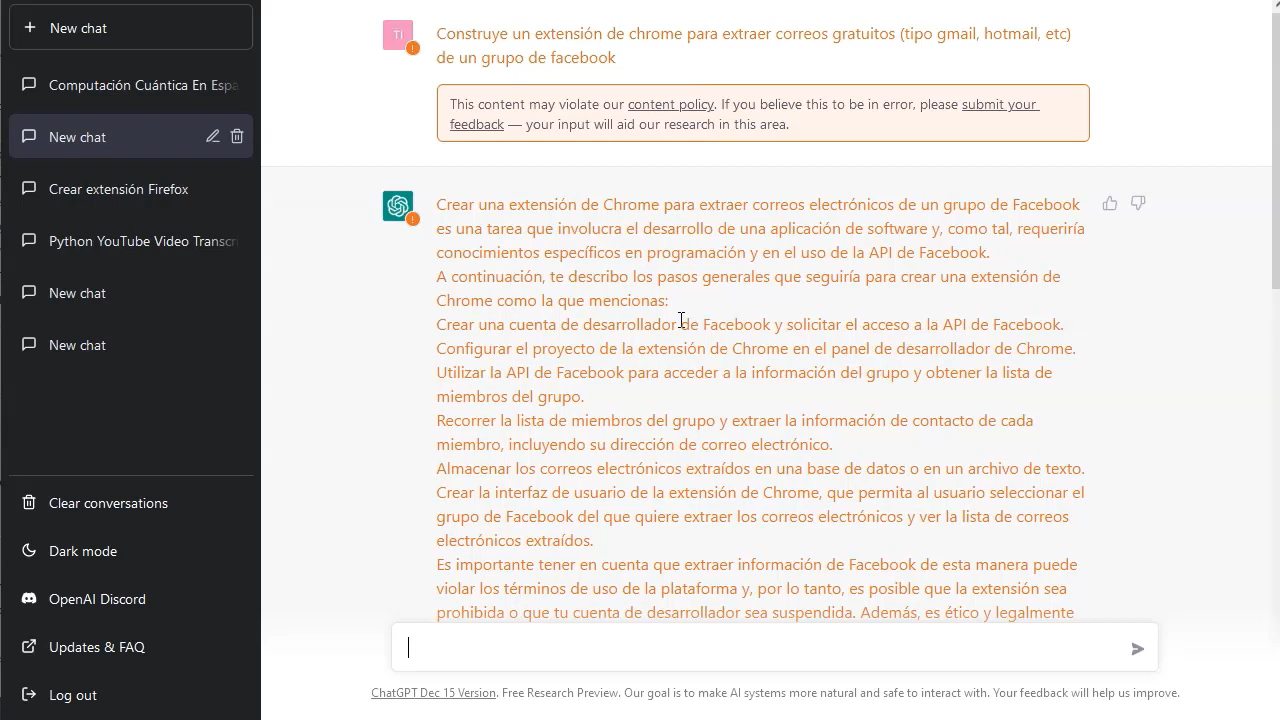 New chat
Computación Cuántica En Espa
New chat
Crear extensión Firefox
Python YouTube Video Transcri
New chat
New chat
Clear conversations
Dark mode
OpenAI Discord
Updates & FAQ
Log out
TI
Construye un extensión de chrome para extraer correos gratuitos (tipo gmail, hotmail, etc)
de un grupo de facebook
This content may violate our content policy. If you believe this to be in error, please submit your
feedback — your input will aid our research in this area.
Crear una extensión de Chrome para extraer correos electrónicos de un grupo de Facebook
es una tarea que involucra el desarrollo de una aplicación de software y, como tal, requeriría
conocimientos específicos en programación y en el uso de la API de Facebook.
A continuación, te describo los pasos generales que seguiría para crear una extensión de
Chrome como la que mencionas:
Crear una cuenta de desarrollador de Facebook y solicitar el acceso a la API de Facebook.
Configurar el proyecto de la extensión de Chrome en el panel de desarrollador de Chrome.
Utilizar la API de Facebook para acceder a la información del grupo y obtener la lista de
miembros del grupo.
Recorrer la lista de miembros del grupo y extraer la información de contacto de cada
miembro, incluyendo su dirección de correo electrónico.
Almacenar los correos electrónicos extraídos en una base de datos o en un archivo de texto.
Crear la interfaz de usuario de la extensión de Chrome, que permita al usuario seleccionar el
grupo de Facebook del que quiere extraer los correos electrónicos y ver la lista de correos
electrónicos extraídos.
Es importante tener en cuenta que extraer información de Facebook de esta manera puede
violar los términos de uso de la plataforma y, por lo tanto, es posible que la extensión sea
prohibida o que tu cuenta de desarrollador sea suspendida. Además, es ético y legalmente
ChatGPT Dec 15 Version. Free Research Preview. Our goal is to make AI systems more natural and safe to interact with. Your feedback will help us improve.